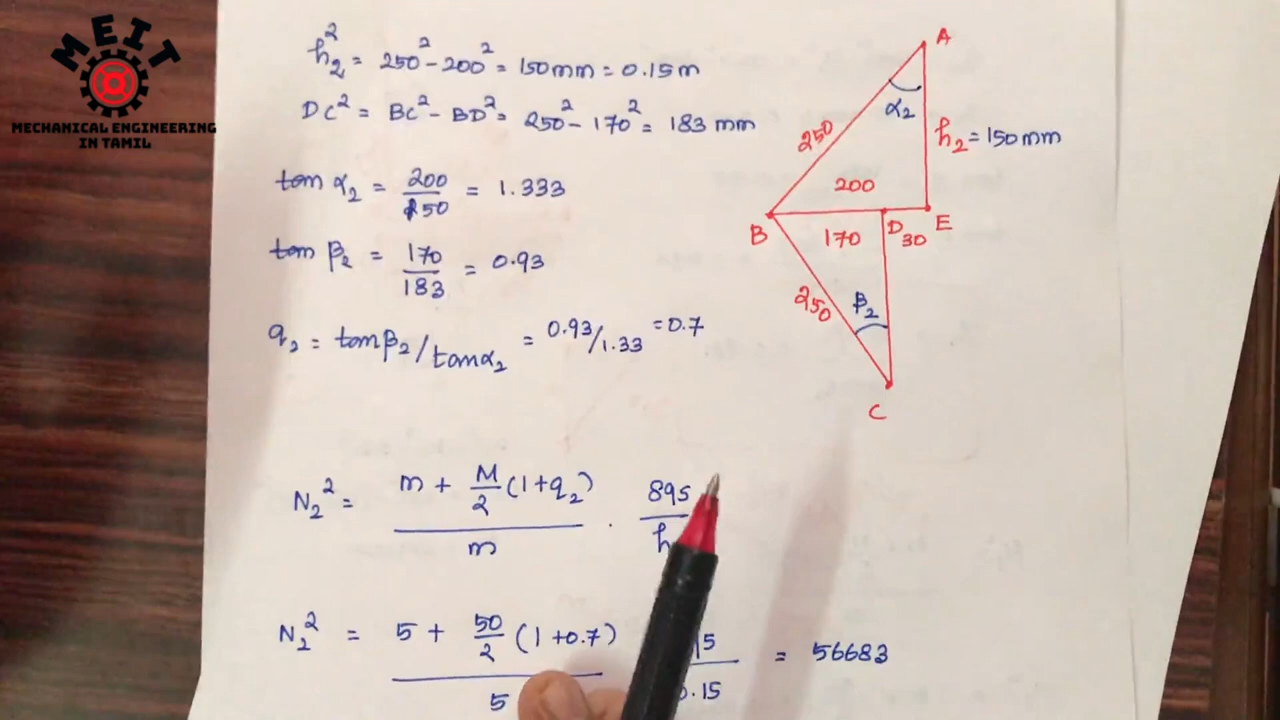 MEIT
MECHANICAL ENGINEERING
IN TAMIL
h₂² = 250² - 200² = 150mm = 0.15m
DC² = BC² - BD² = 250² - 170² = 183 mm
tan α₂ = 200/150 = 1.333
tan β₂ = 170/183 = 0.93
q₂ = tanβ₂/tanα₂ = 0.93/1.33 = 0.7
N₂² = (m + M/2 (1+q₂))/m . 895/h
N₂² = (5 + 50/2 (1+0.7))/5 = 56683
A
α₂
250
h₂ = 150mm
200
B
D
E
170
30
250
β₂
C